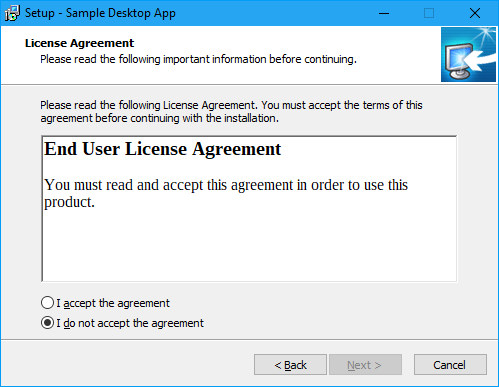 Setup - Sample Desktop App
License Agreement
Please read the following important information before continuing.
Please read the following License Agreement. You must accept the terms of this
agreement before continuing with the installation.
End User License Agreement
You must read and accept this agreement in order to use this
product.
I accept the agreement
I do not accept the agreement
< Back
Next >
Cancel